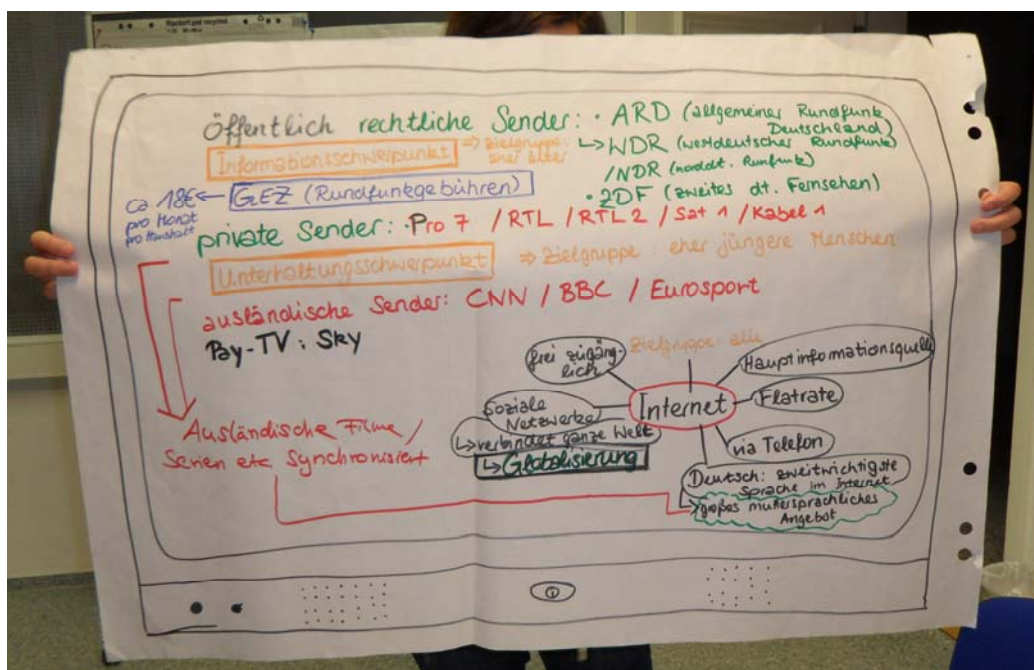 öffentlich rechtliche Sender: · ARD (allgemeiner Rundfunk
Deutschland)
Informationsschwerpunkt ⇒ Zielgruppe:
eher älter
↳ WDR (westdeutscher Rundfunk)
/NDR (norddt. Runfunk)
ca 18€ ← GEZ (Rundfunkgebühren)
pro Monat
pro Haushalt
· 2DF (zweites dt. Fernsehen)
private Sender: · Pro 7 / RTL / RTL 2 / Sat 1 / Kabel 1
Unterhaltungsschwerpunkt ⇒ Zielgruppe: eher jüngere Menschen
ausländische Sender: CNN / BBC / Eurosport
Pay-TV: Sky
Ausländische Filme /
Serien etc Synchronisiert
Zielgruppe: alle
frei zugäng-
lich
Hauptinformationsquelle
Internet
Soziale
Netzwerke
↳ verbindet ganze Welt
↳ Globalisierung
Flatrate
via Telefon
Deutsch: zweitwichtigste
Sprache im Internet
großes muttersprachliches
Angebot